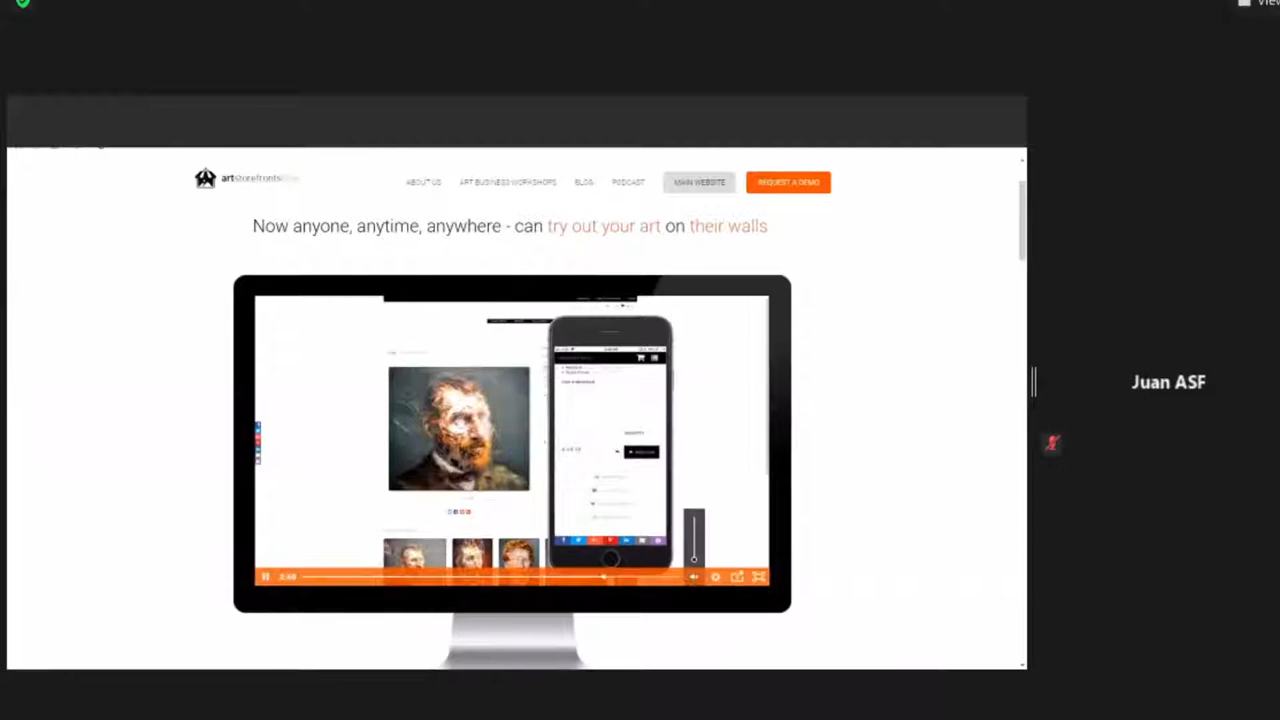 View
artstorefronts
ABOUT US ART BUSINESS WORKSHOPS BLOG PODCAST MAIN WEBSITE REQUEST A DEMO
Now anyone, anytime, anywhere - can try out your art on their walls
Juan ASF